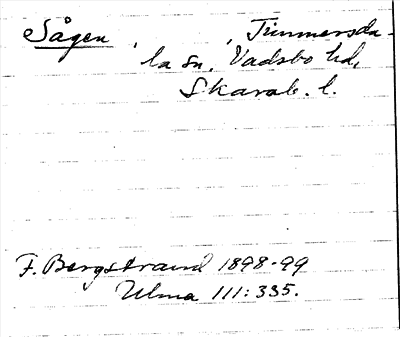 Sågen , , Timmersda-
la sn, Vadsbo hd,
Skarab. l.
F. Bergstrand 1898-99
Ulma 111:335.